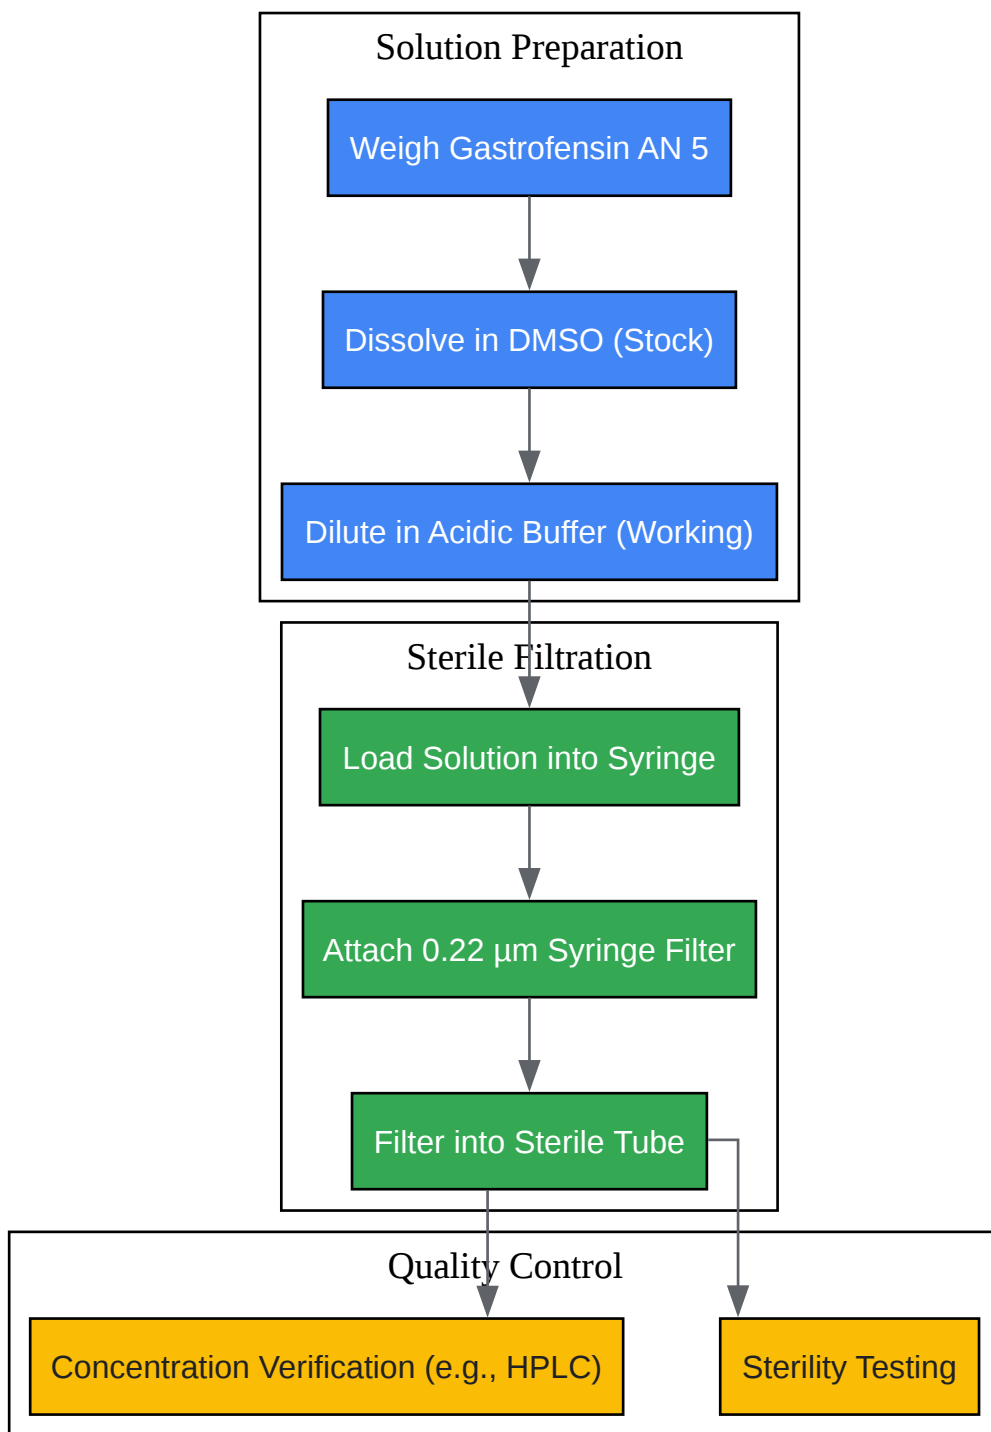 Solution Preparation
Weigh Gastrofensin AN 5
Dissolve in DMSO (Stock)
Dilute in Acidic Buffer (Working)
Sterile Filtration
Load Solution into Syringe
Attach 0.22 µm Syringe Filter
Filter into Sterile Tube
Quality Control
Concentration Verification (e.g., HPLC)
Sterility Testing